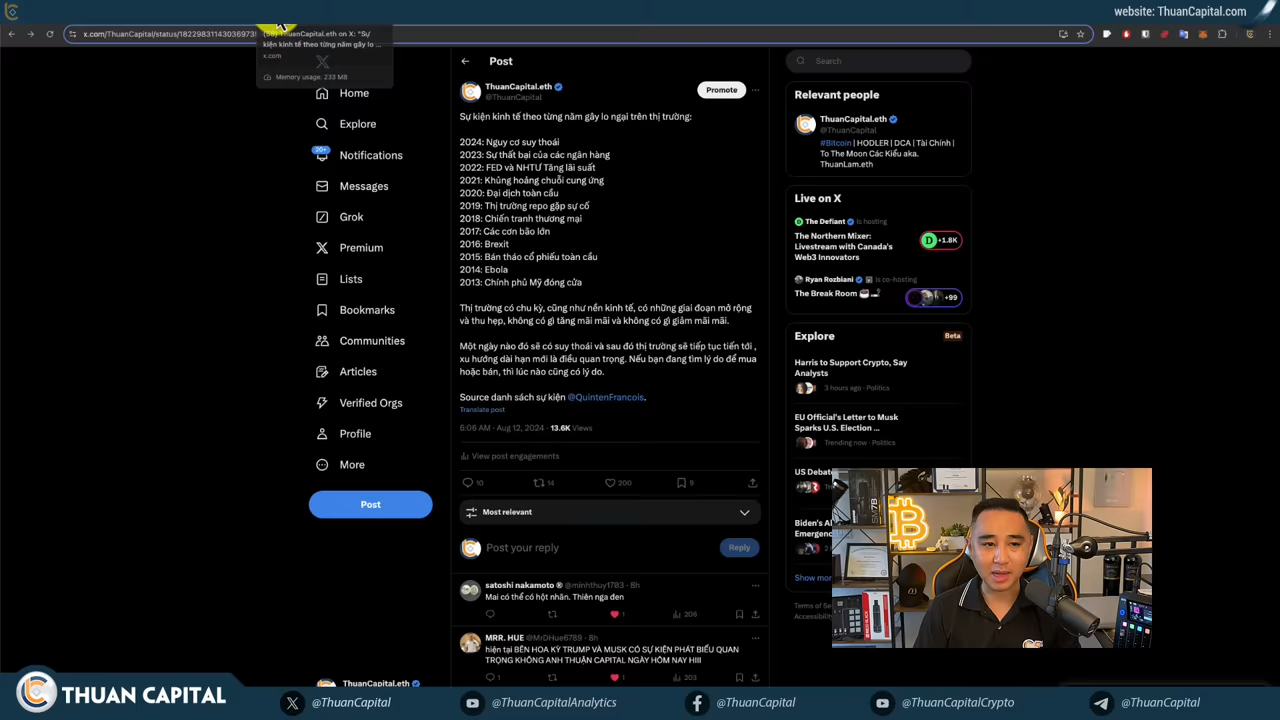 website: ThuanCapital.com
x.com/ThuanCapital/status/18229831143036973
(56) ThuanCapital.eth on X: "Sự
kiện kinh tế theo từng năm gây lo ...
x.com
Memory usage: 233 MB
Home
Explore
20+
Notifications
Messages
Grok
Premium
Lists
Bookmarks
Communities
Articles
Verified Orgs
Profile
More
Post
ThuanCapital.eth
Post
ThuanCapital.eth
@ThuanCapital
Promote
Sự kiện kinh tế theo từng năm gây lo ngại trên thị trường:
2024: Nguy cơ suy thoái
2023: Sự thất bại của các ngân hàng
2022: FED và NHTƯ Tăng lãi suất
2021: Khủng hoảng chuỗi cung ứng
2020: Đại dịch toàn cầu
2019: Thị trường repo gặp sự cố
2018: Chiến tranh thương mại
2017: Các cơn bão lớn
2016: Brexit
2015: Bán tháo cổ phiếu toàn cầu
2014: Ebola
2013: Chính phủ Mỹ đóng cửa
Thị trường có chu kỳ, cũng như nền kinh tế, có những giai đoạn mở rộng
và thu hẹp, không có gì tăng mãi mãi và không có gì giảm mãi mãi.
Một ngày nào đó sẽ có suy thoái và sau đó thị trường sẽ tiếp tục tiến tới ,
xu hướng dài hạn mới là điều quan trọng. Nếu bạn đang tìm lý do để mua
hoặc bán, thì lúc nào cũng có lý do.
Source danh sách sự kiện @QuintenFrancois.
Translate post
6:06 AM · Aug 12, 2024 · 13.6K Views
View post engagements
10
14
200
9
Most relevant
Post your reply
Reply
satoshi nakamoto ® @minhthuy1703 · 8h
Mai có thể có hột nhãn. Thiên nga đen
1
206
MRR. HUE @MrDHue6789 · 8h
hiện tại BÊN HOA KỲ TRUMP VÀ MUSK CÓ SỰ KIỆN PHÁT BIỂU QUAN
TRỌNG KHÔNG ANH THUẬN CAPITAL NGÀY HÔM NAY HIII
1
1
203
Search
Relevant people
ThuanCapital.eth
@ThuanCapital
#Bitcoin | HODLER | DCA | Tài Chính |
To The Moon Các Kiểu aka.
ThuanLam.eth
Live on X
The Defiant is hosting
The Northern Mixer:
Livestream with Canada's
Web3 Innovators
+1.8K
Ryan Rozbiani is co-hosting
The Break Room
+99
Explore
Beta
Harris to Support Crypto, Say
Analysts
3 hours ago · Politics
EU Official's Letter to Musk
Sparks U.S. Election ...
Trending now · Politics
US Debat
Biden's A
Emergenc
Show mor
Terms of Se
Accessibility
SM7B
THUAN CAPITAL
@ThuanCapital
@ThuanCapitalAnalytics
@ThuanCapital
@ThuanCapitalCrypto
@ThuanCapital